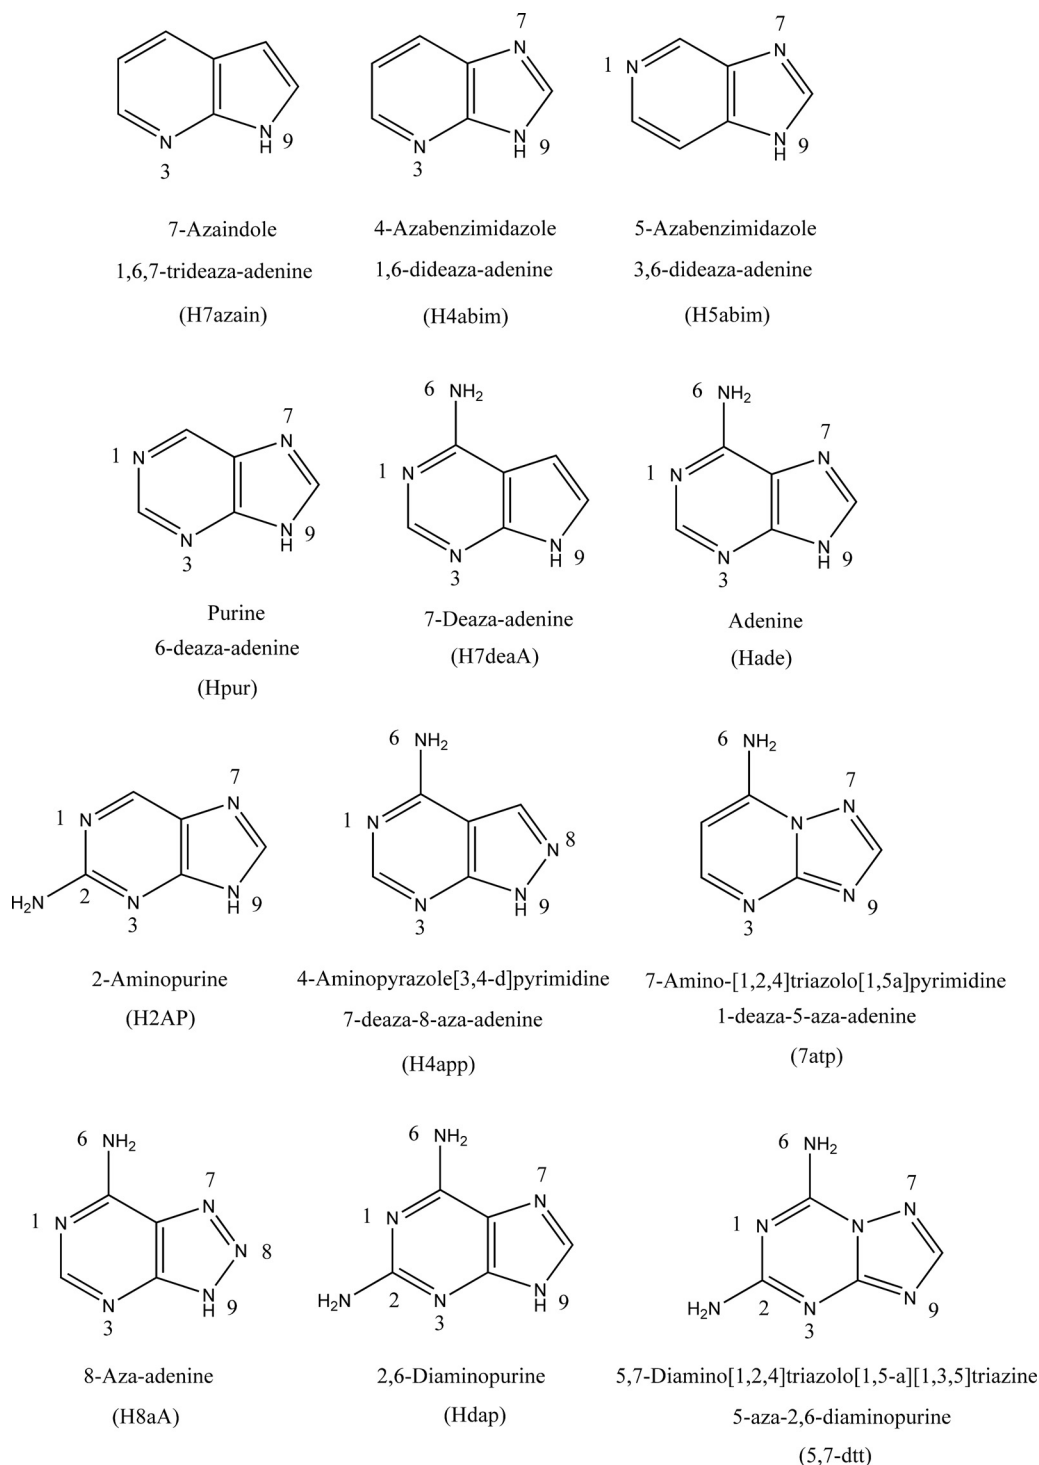 7
7
N
N
1
N
N
N
H
9
N
N
H
9
N
H
9
3
3
7-Azaindole
4-Azabenzimidazole
5-Azabenzimidazole
1,6,7-trideaza-adenine
1,6-dideaza-adenine
3,6-dideaza-adenine
(H7azain)
(H4abim)
(H5abim)
6 NH2
6 NH2
7
7
N
N
1 N
1 N
1 N
N
N
H
9
N
N
H
9
N
N
H
9
3
3
3
Purine
7-Deaza-adenine
Adenine
6-deaza-adenine
(H7deaA)
(Hade)
(Hpur)
6 NH2
6 NH2
7
7
N
N
1 N
1 N
N
N 8
H2N
2
N
N
H
9
N
N
H
9
N
N
9
3
3
3
2-Aminopurine
4-Aminopyrazole[3,4-d]pyrimidine
7-Amino-[1,2,4]triazolo[1,5a]pyrimidine
(H2AP)
7-deaza-8-aza-adenine
1-deaza-5-aza-adenine
(H4app)
(7atp)
6 NH2
6 NH2
6 NH2
7
7
7
N
N
N
1 N
1 N
1 N
N
N 8
H2N
2
H2N
2
N
N
H
9
N
N
H
9
N
N
9
3
3
3
8-Aza-adenine
2,6-Diaminopurine
5,7-Diamino[1,2,4]triazolo[1,5-a][1,3,5]triazine
(H8aA)
(Hdap)
5-aza-2,6-diaminopurine
(5,7-dtt)